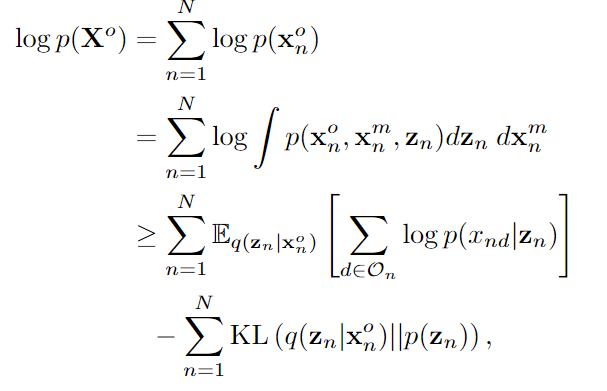 log p(X^o) = ∑_{n=1}^{N} log p(x_n^o)
= ∑_{n=1}^{N} log ∫ p(x_n^o, x_n^m, z_n) dz_n dx_n^m
≥ ∑_{n=1}^{N} 𝔼_{q(z_n|x_n^o)} [ ∑_{d∈𝒪_n} log p(x_{nd}|z_n) ]
− ∑_{n=1}^{N} KL (q(z_n|x_n^o)||p(z_n)) ,